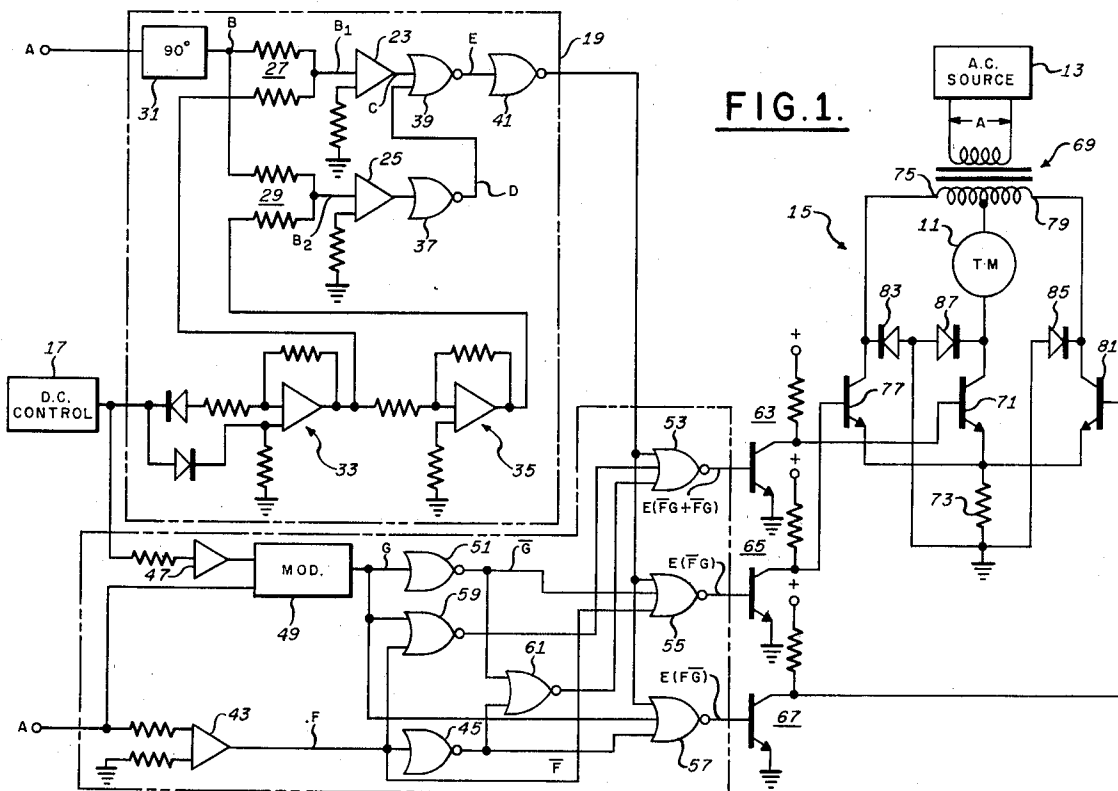 FIG. 1.
A
90°
31
B
27
B1
23
C
39
E
41
19
29
B2
25
37
D
A.C. SOURCE
13
A
69
75
79
15
11
T·M
83
87
85
81
77
71
73
17
D.C. CONTROL
33
35
+
63
53
E(F̅G+F̅G)
47
MOD.
49
G
51
G̅
59
61
+
65
E(F̅G)
55
+
A
43
F
45
F̅
E(FG̅)
67
57